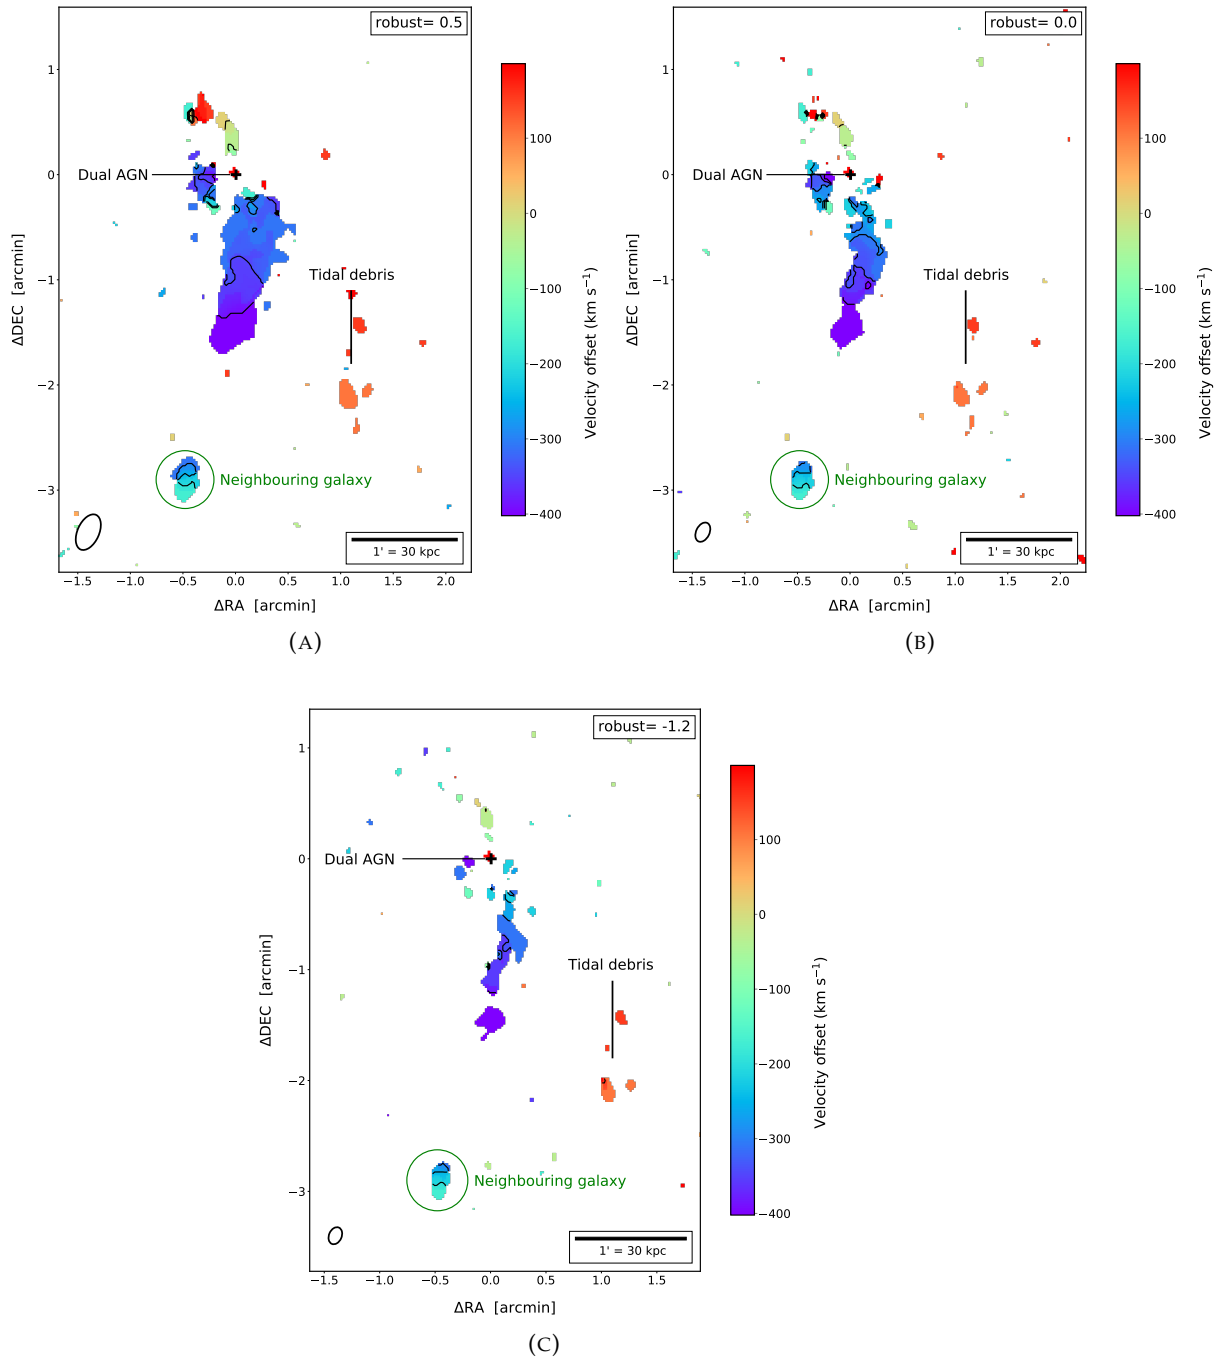 robust= 0.5
1
0
−1
−2
−3
ΔDEC [arcmin]
Dual AGN
Tidal debris
Neighbouring galaxy
1' = 30 kpc
−1.5 −1.0 −0.5 0.0 0.5 1.0 1.5 2.0
ΔRA [arcmin]
100
0
−100
−200
−300
−400
Velocity offset (km s⁻¹)
(A)
robust= 0.0
1
0
−1
−2
−3
ΔDEC [arcmin]
Dual AGN
Tidal debris
Neighbouring galaxy
1' = 30 kpc
−1.5 −1.0 −0.5 0.0 0.5 1.0 1.5 2.0
ΔRA [arcmin]
100
0
−100
−200
−300
−400
Velocity offset (km s⁻¹)
(B)
robust= -1.2
1
0
−1
−2
−3
ΔDEC [arcmin]
Dual AGN
Tidal debris
Neighbouring galaxy
1' = 30 kpc
−1.5 −1.0 −0.5 0.0 0.5 1.0 1.5
ΔRA [arcmin]
100
0
−100
−200
−300
−400
Velocity offset (km s⁻¹)
(C)